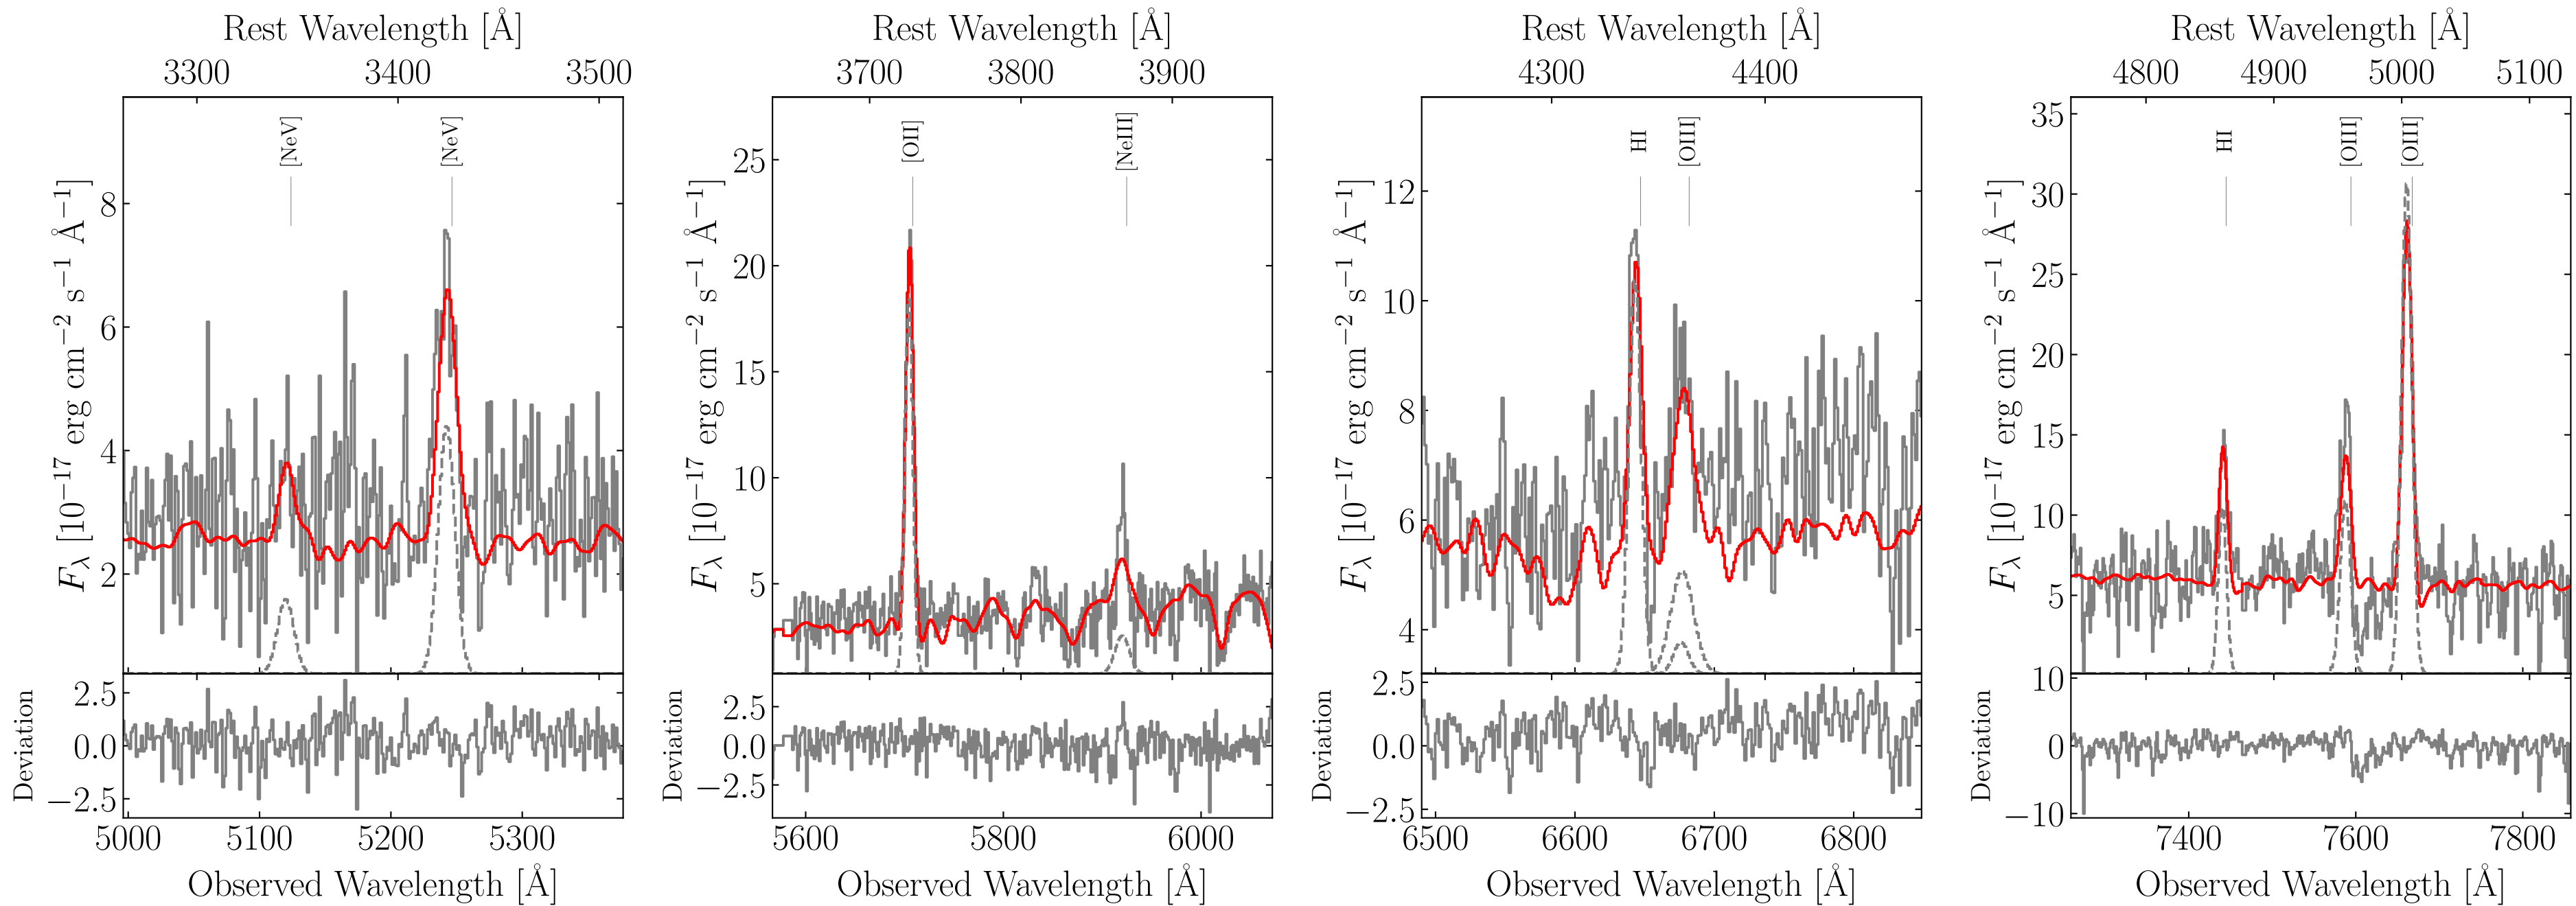 Rest Wavelength [Å] Rest Wavelength [Å] Rest Wavelength [Å] Rest Wavelength [Å]
3300 3400 3500 3700 3800 3900 4300 4400 4800 4900 5000 5100
[NeV] [NeV] [OII] [NeIII] HI [OIII] HI [OIII] [OIII]
F_λ [10⁻¹⁷ erg cm⁻² s⁻¹ Å⁻¹]
8
6
4
2
F_λ [10⁻¹⁷ erg cm⁻² s⁻¹ Å⁻¹]
25
20
15
10
5
F_λ [10⁻¹⁷ erg cm⁻² s⁻¹ Å⁻¹]
12
10
8
6
4
F_λ [10⁻¹⁷ erg cm⁻² s⁻¹ Å⁻¹]
35
30
25
20
15
10
5
Deviation
2.5
0.0
−2.5
Deviation
2.5
0.0
−2.5
Deviation
2.5
0.0
−2.5
Deviation
10
0
−10
5000 5100 5200 5300 5600 5800 6000 6500 6600 6700 6800 7400 7600 7800
Observed Wavelength [Å] Observed Wavelength [Å] Observed Wavelength [Å] Observed Wavelength [Å]